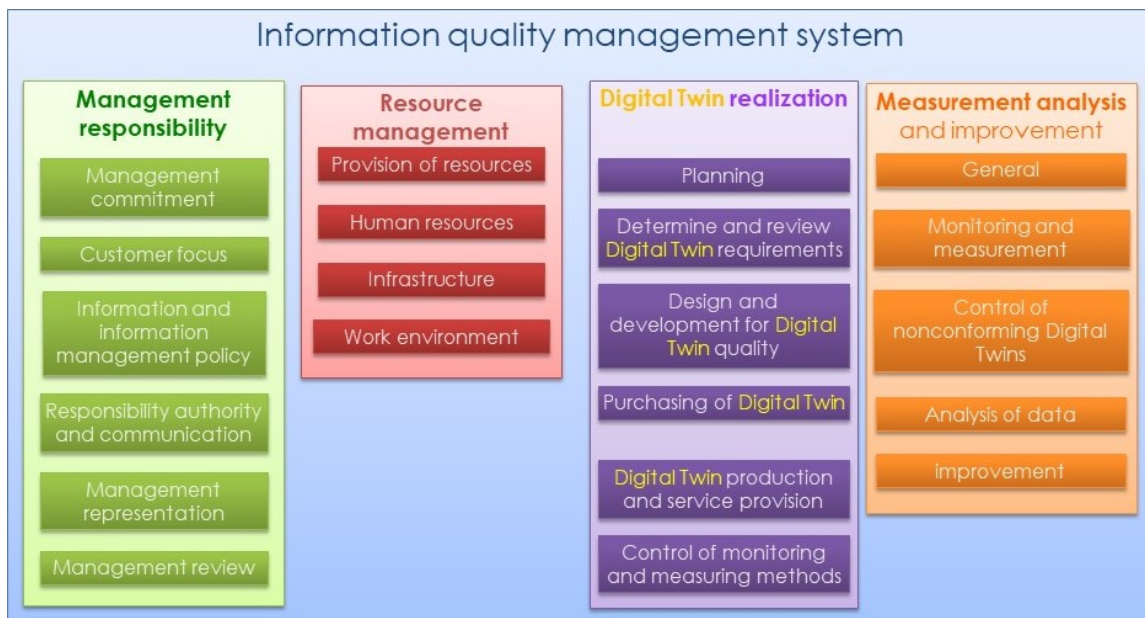 Information quality management system
Management
responsibility
Management
commitment
Customer focus
Information and
information
management policy
Responsibility authority
and communication
Management
representation
Management review
Resource
management
Provision of resources
Human resources
Infrastructure
Work environment
Digital Twin realization
Planning
Determine and review
Digital Twin requirements
Design and
development for Digital
Twin quality
Purchasing of Digital Twin
Digital Twin production
and service provision
Control of monitoring
and measuring methods
Measurement analysis
and improvement
General
Monitoring and
measurement
Control of
nonconforming Digital
Twins
Analysis of data
improvement